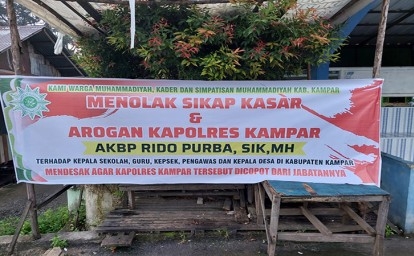 KAMI WARGA MUHAMMADIYAH, KADER DAN SIMPATISAN MUHAMMADIYAH KAB. KAMPAR
MENOLAK SIKAP KASAR
&
AROGAN KAPOLRES KAMPAR
AKBP RIDO PURBA, SIK,MH
TERHADAP KEPALA SEKOLAH, GURU, KEPSEK, PENGAWAS DAN KEPALA DESA DI KABUPATEN KAMPAR
MENDESAK AGAR KAPOLRES KAMPAR TERSEBUT DICOPOT DARI JABATANNYA